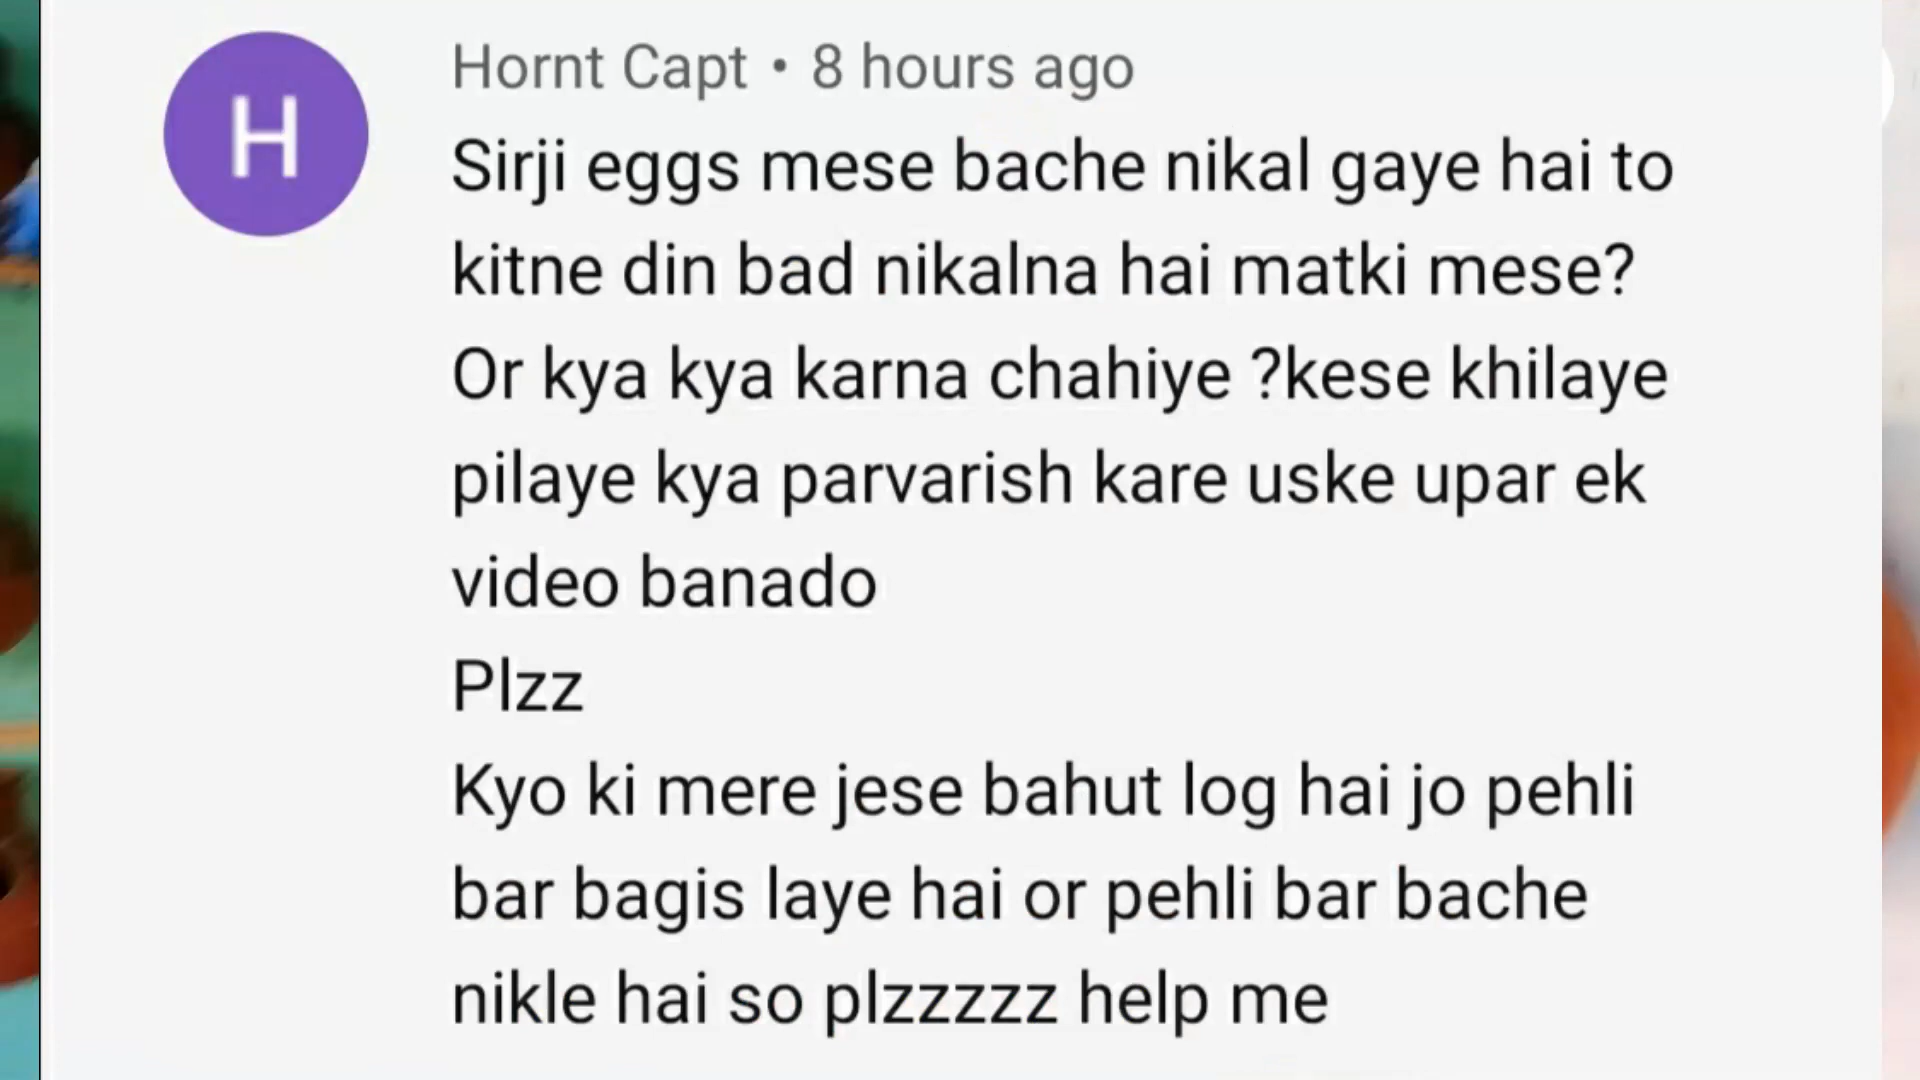 H
Hornt Capt • 8 hours ago
Sirji eggs mese bache nikal gaye hai to
kitne din bad nikalna hai matki mese?
Or kya kya karna chahiye ?kese khilaye
pilaye kya parvarish kare uske upar ek
video banado
Plzz
Kyo ki mere jese bahut log hai jo pehli
bar bagis laye hai or pehli bar bache
nikle hai so plzzzzz help me